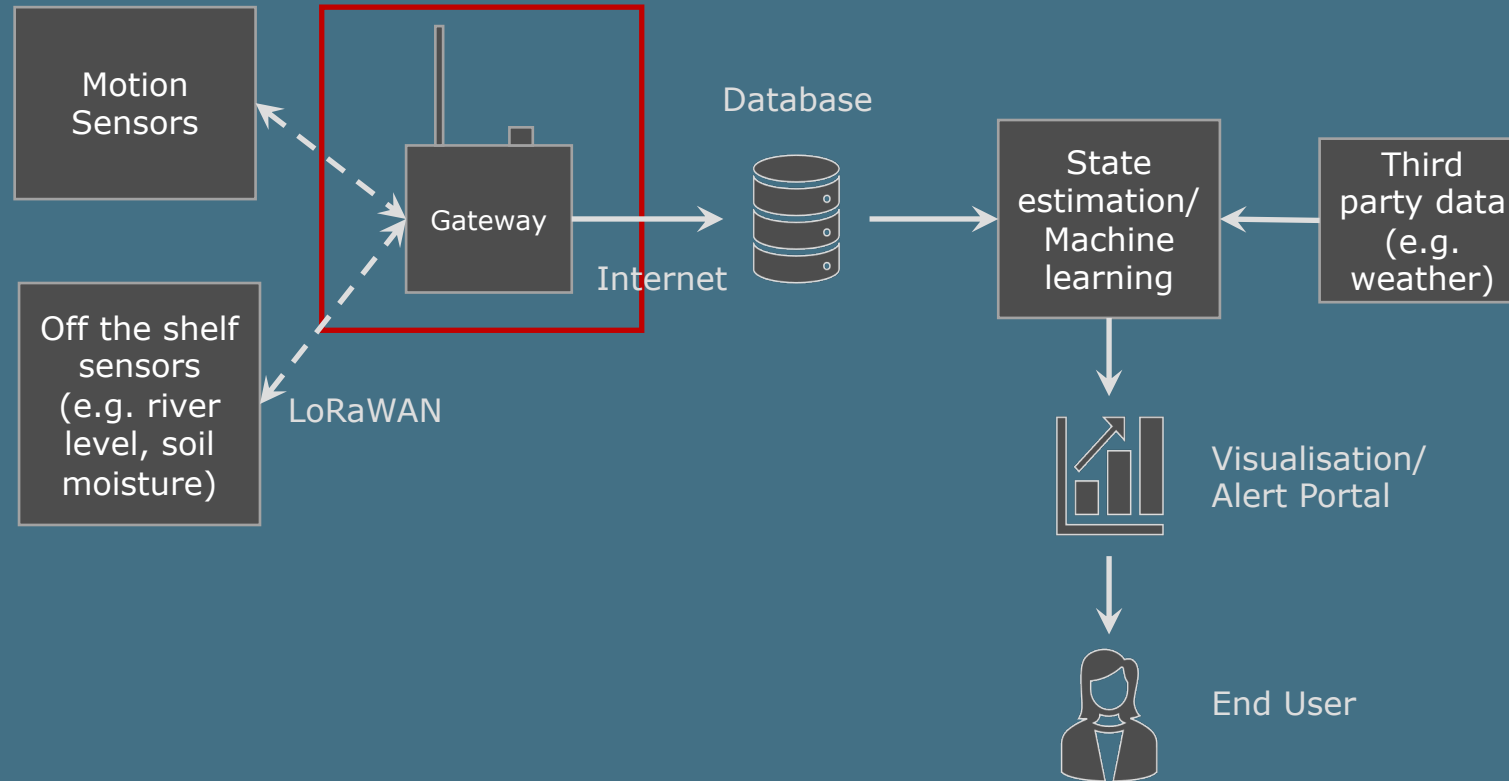 Motion
Sensors
Gateway
Internet
Database
State
estimation/
Machine
learning
Third
party data
(e.g.
weather)
Off the shelf
sensors
(e.g. river
level, soil
moisture)
LoRaWAN
Visualisation/
Alert Portal
End User